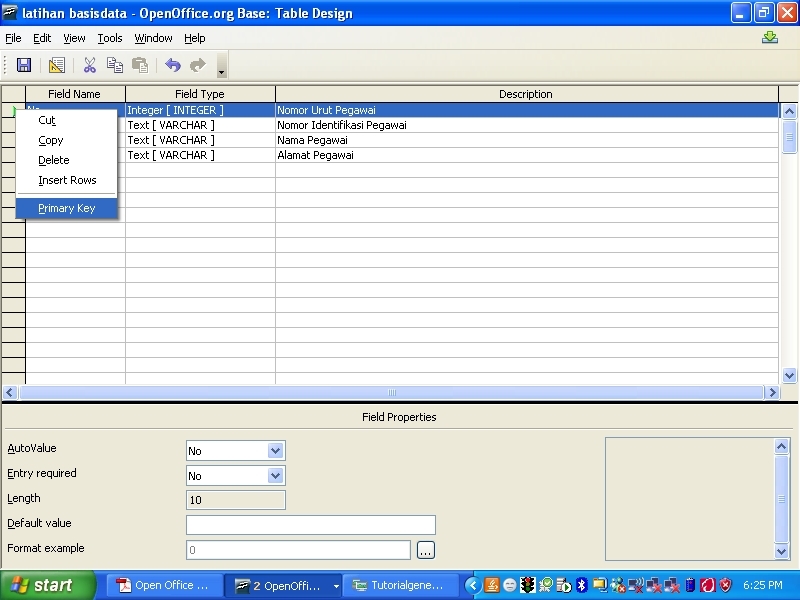 latihan basisdata - OpenOffice.org Base: Table Design
File Edit View Tools Window Help
Field Name Field Type Description
Integer [ INTEGER ] Nomor Urut Pegawai
Text [ VARCHAR ] Nomor Identifikasi Pegawai
Text [ VARCHAR ] Nama Pegawai
Text [ VARCHAR ] Alamat Pegawai
Cut
Copy
Delete
Insert Rows
Primary Key
Field Properties
AutoValue No
Entry required No
Length 10
Default value
Format example 0 ...
start Open Office ... 2 OpenOffi... Tutorialgene... 6:25 PM